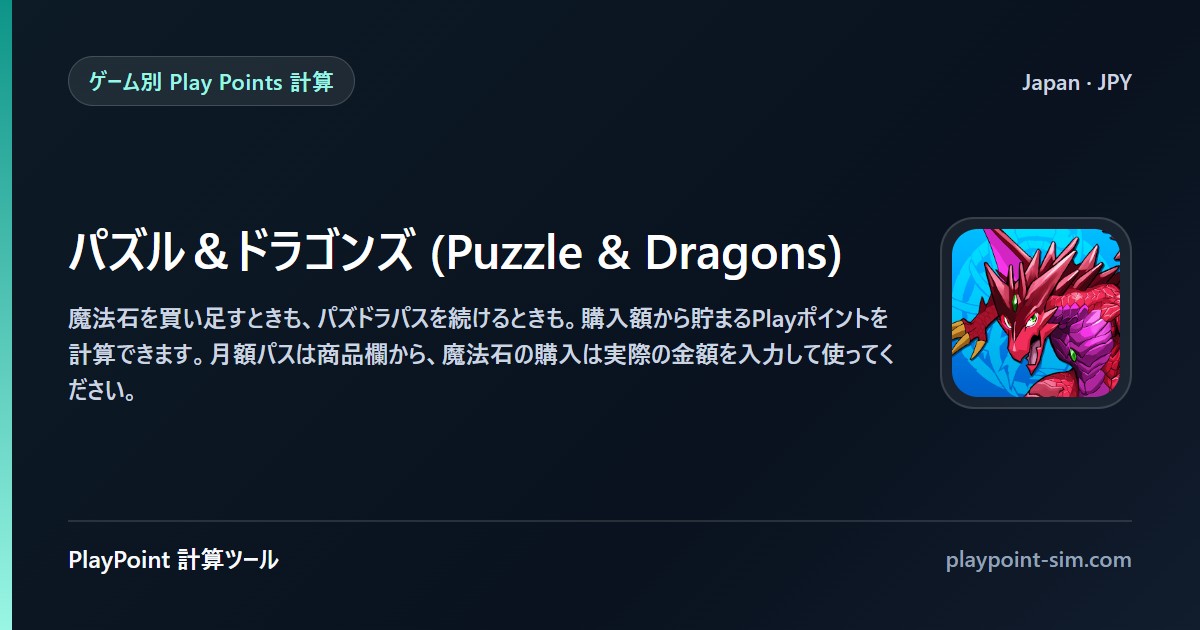 ゲーム別 Play Points 計算
Japan · JPY
パズル＆ドラゴンズ (Puzzle & Dragons)
魔法石を買い足すときも、パズドラパスを続けるときも。購入額から貯まるPlayポイントを
計算できます。月額パスは商品欄から、魔法石の購入は実際の金額を入力して使ってく
ださい。
PlayPoint 計算ツール
playpoint-sim.com